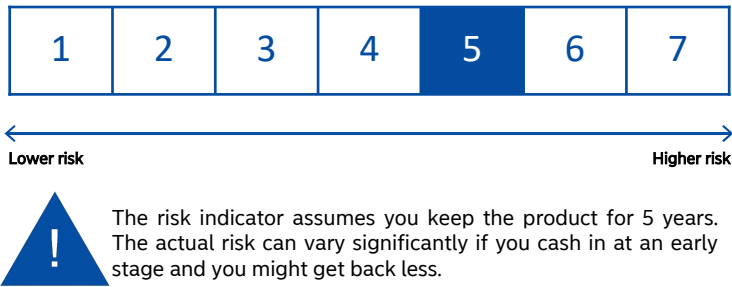 1 2 3 4 5 6 7
Lower risk Higher risk
!
The risk indicator assumes you keep the product for 5 years.
The actual risk can vary significantly if you cash in at an early
stage and you might get back less.